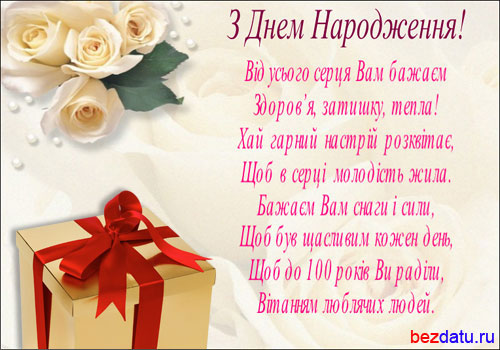 З Днем Народження!
Від усього серця Вам бажаєм
Здоров'я, затишку, тепла!
Хай гарний настрій розквітає,
Щоб в серці молодість жила.
Бажаєм Вам снаги і сили,
Щоб був щасливим кожен день,
Щоб до 100 років Ви раділи,
Вітанням люблячих людей.
bezdatu.ru